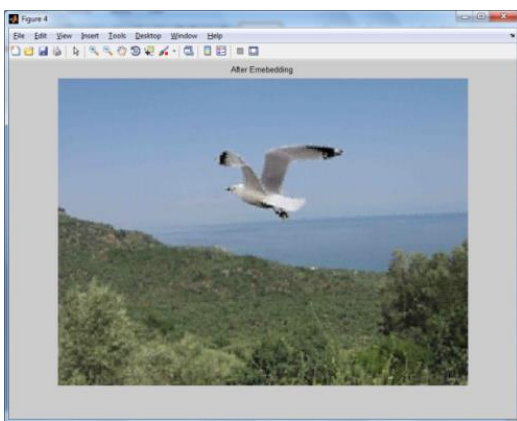 Figure 4
File Edit View Insert Tools Desktop Window Help
After Emebedding